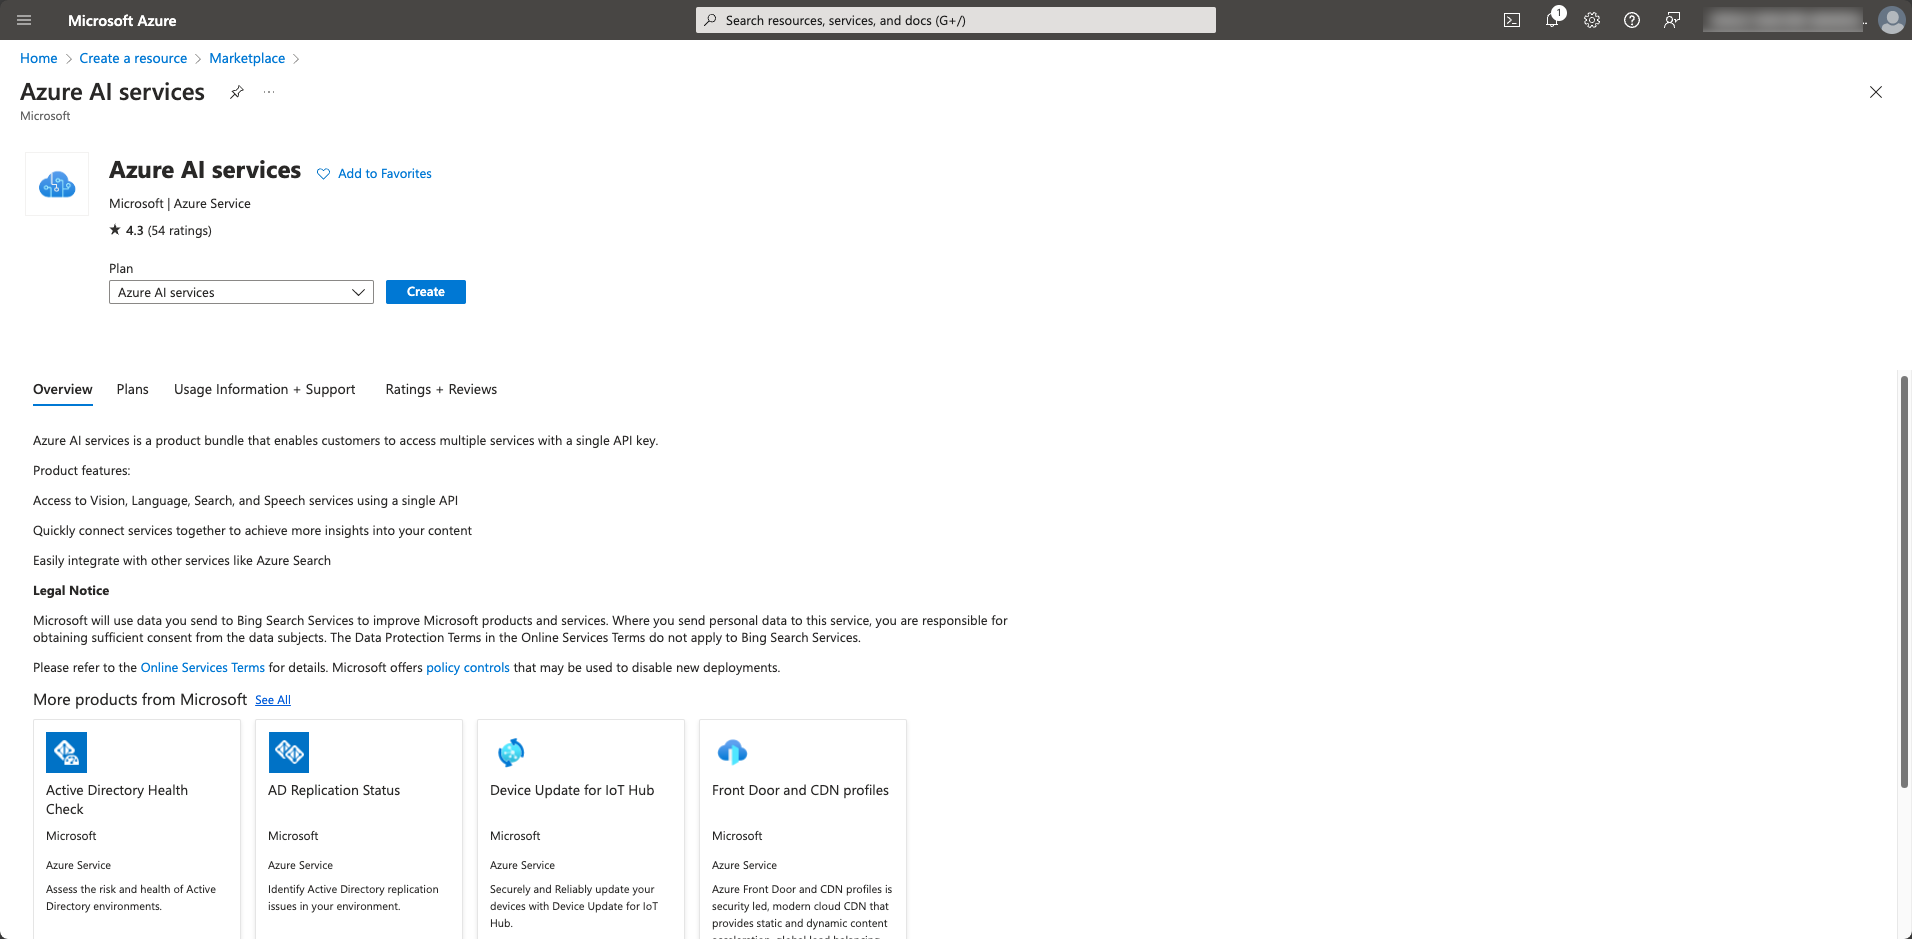 Microsoft Azure
Search resources, services, and docs (G+/)
1
Home > Create a resource > Marketplace >
Azure AI services
Microsoft
Azure AI services
Add to Favorites
Microsoft | Azure Service
★ 4.3 (54 ratings)
Plan
Azure AI services
Create
Overview
Plans
Usage Information + Support
Ratings + Reviews
Azure AI services is a product bundle that enables customers to access multiple services with a single API key.
Product features:
Access to Vision, Language, Search, and Speech services using a single API
Quickly connect services together to achieve more insights into your content
Easily integrate with other services like Azure Search
Legal Notice
Microsoft will use data you send to Bing Search Services to improve Microsoft products and services. Where you send personal data to this service, you are responsible for
obtaining sufficient consent from the data subjects. The Data Protection Terms in the Online Services Terms do not apply to Bing Search Services.
Please refer to the Online Services Terms for details. Microsoft offers policy controls that may be used to disable new deployments.
More products from Microsoft See All
Active Directory Health
Check
Microsoft
Azure Service
Assess the risk and health of Active
Directory environments.
AD Replication Status
Microsoft
Azure Service
Identify Active Directory replication
issues in your environment.
Device Update for IoT Hub
Microsoft
Azure Service
Securely and Reliably update your
devices with Device Update for IoT
Hub.
Front Door and CDN profiles
Microsoft
Azure Service
Azure Front Door and CDN profiles is
security led, modern cloud CDN that
provides static and dynamic content